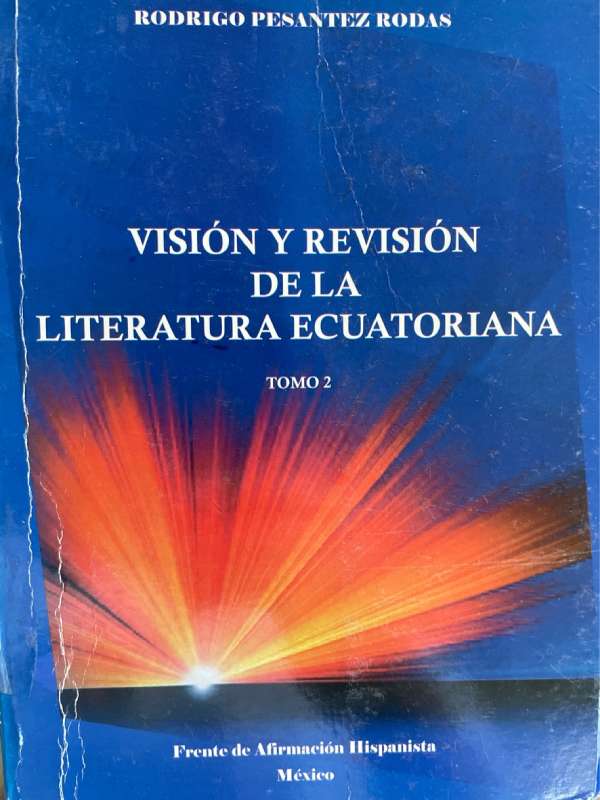 RODRIGO PESANTEZ RODAS
VISIÓN Y REVISIÓN
DE LA
LITERATURA ECUATORIANA
TOMO 2
Frente de Afirmación Hispanista
México